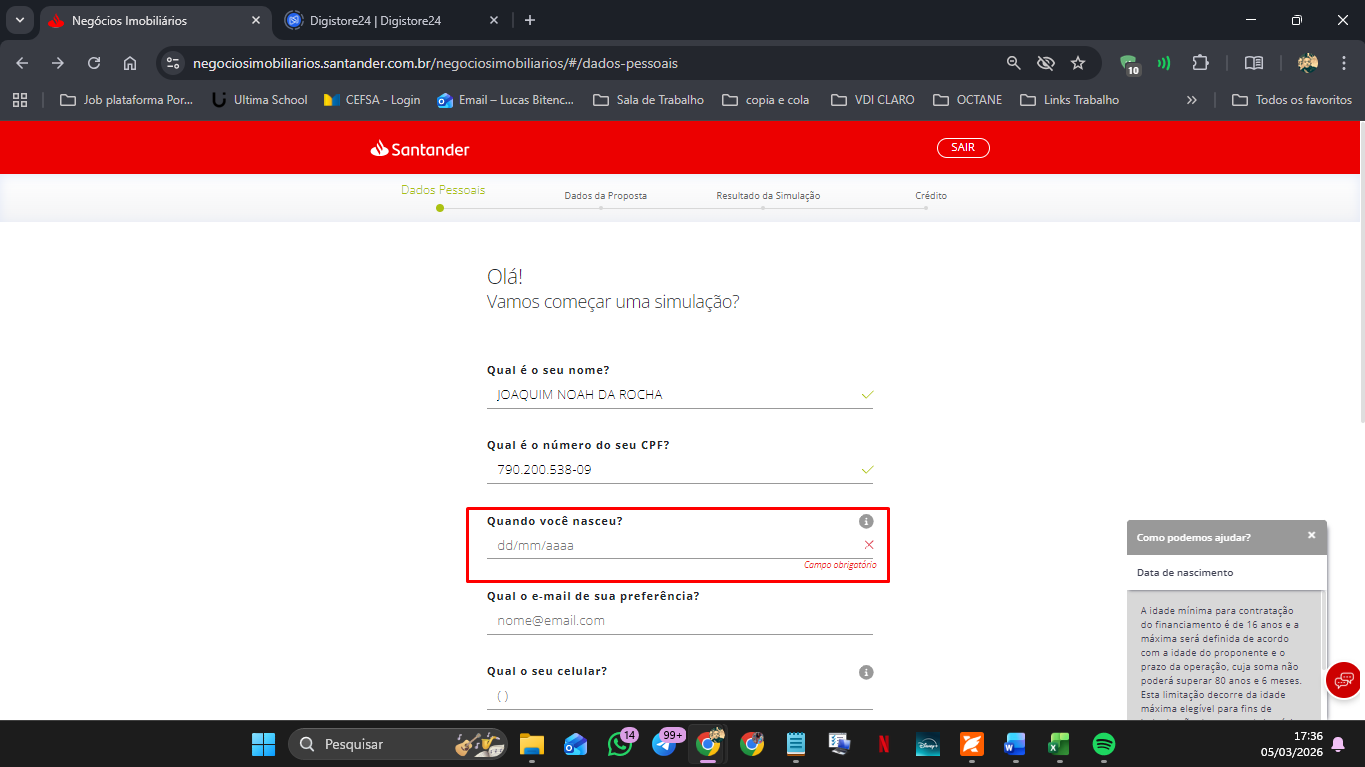 Negócios Imobiliários
Digistore24 | Digistore24
negociosimobiliarios.santander.com.br/negociosimobiliarios/#/dados-pessoais
10
Job plataforma Por...
Ultima School
CEFSA - Login
Email – Lucas Bitenc...
Sala de Trabalho
copia e cola
VDI CLARO
OCTANE
Links Trabalho
Todos os favoritos
Santander
SAIR
Dados Pessoais
Dados da Proposta
Resultado da Simulação
Crédito
Olá!
Vamos começar uma simulação?
Qual é o seu nome?
JOAQUIM NOAH DA ROCHA
Qual é o número do seu CPF?
790.200.538-09
Quando você nasceu?
dd/mm/aaaa
Campo obrigatório
Qual o e-mail de sua preferência?
nome@email.com
Qual o seu celular?
( )
Como podemos ajudar?
Data de nascimento
A idade mínima para contratação
do financiamento é de 16 anos e a
máxima será definida de acordo
com a idade do proponente e o
prazo da operação, cuja soma não
poderá superar 80 anos e 6 meses.
Esta limitação decorre da idade
máxima elegível para fins de
Pesquisar
14
99+
17:36
05/03/2026